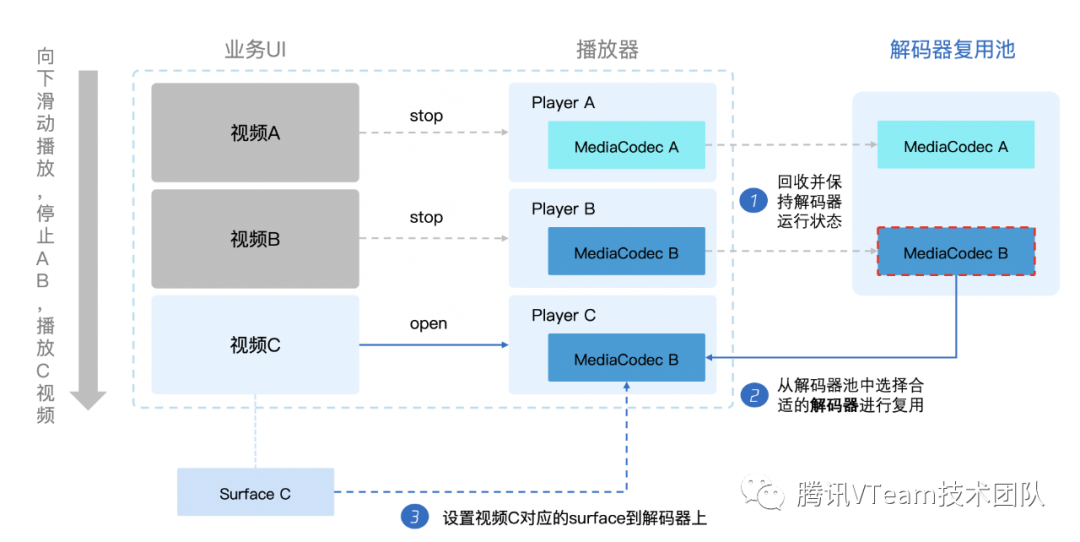 业务UI
播放器
解码器复用池
向下滑动播放,停止AB,播放C视频
视频A
stop
Player A
MediaCodec A
MediaCodec A
1
回收并保
持解码器
运行状态
视频B
stop
Player B
MediaCodec B
MediaCodec B
视频C
open
Player C
MediaCodec B
2
从解码器池中选择合
适的解码器进行复用
Surface C
3
设置视频C对应的surface到解码器上
腾讯VTeam技术团队